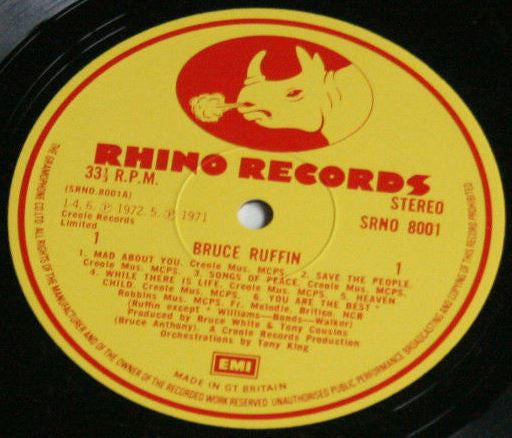 RHINO RECORDS
33⅓ R.P.M.
STEREO
(SRNO.8001A)
SRNO 8001
1.4.6. ℗ 1972. 5. ℗ 1971
Creole Records
Limited
1
1
BRUCE RUFFIN
1. MAD ABOUT YOU. Creole Mus. MCPS. 2. SAVE THE PEOPLE.
Creole Mus. MCPS. 3. SONGS OF PEACE. Creole Mus. MCPS.
4. WHILE THERE IS LIFE. Creole Mus. MCPS. 5. HEAVEN
CHILD. Creole Mus. MCPS. 6. YOU ARE THE BEST *
Robbins Mus. MCPS. Fr. Melodie, Britico. NCB
(Ruffin except * Williams—Bonds—Walker)
Produced by Bruce White & Tony Cousins
(Bruce Anthony). A Creole Records Production
Orchestrations by Tony King
EMI
MADE IN GT BRITAIN
THE GRAMOPHONE CO LTD. ALL RIGHTS OF THE MANUFACTURER AND OF THE OWNER OF THE RECORDED WORK RESERVED. UNAUTHORISED PUBLIC PERFORMANCE, BROADCASTING AND COPYING OF THIS RECORD PROHIBITED